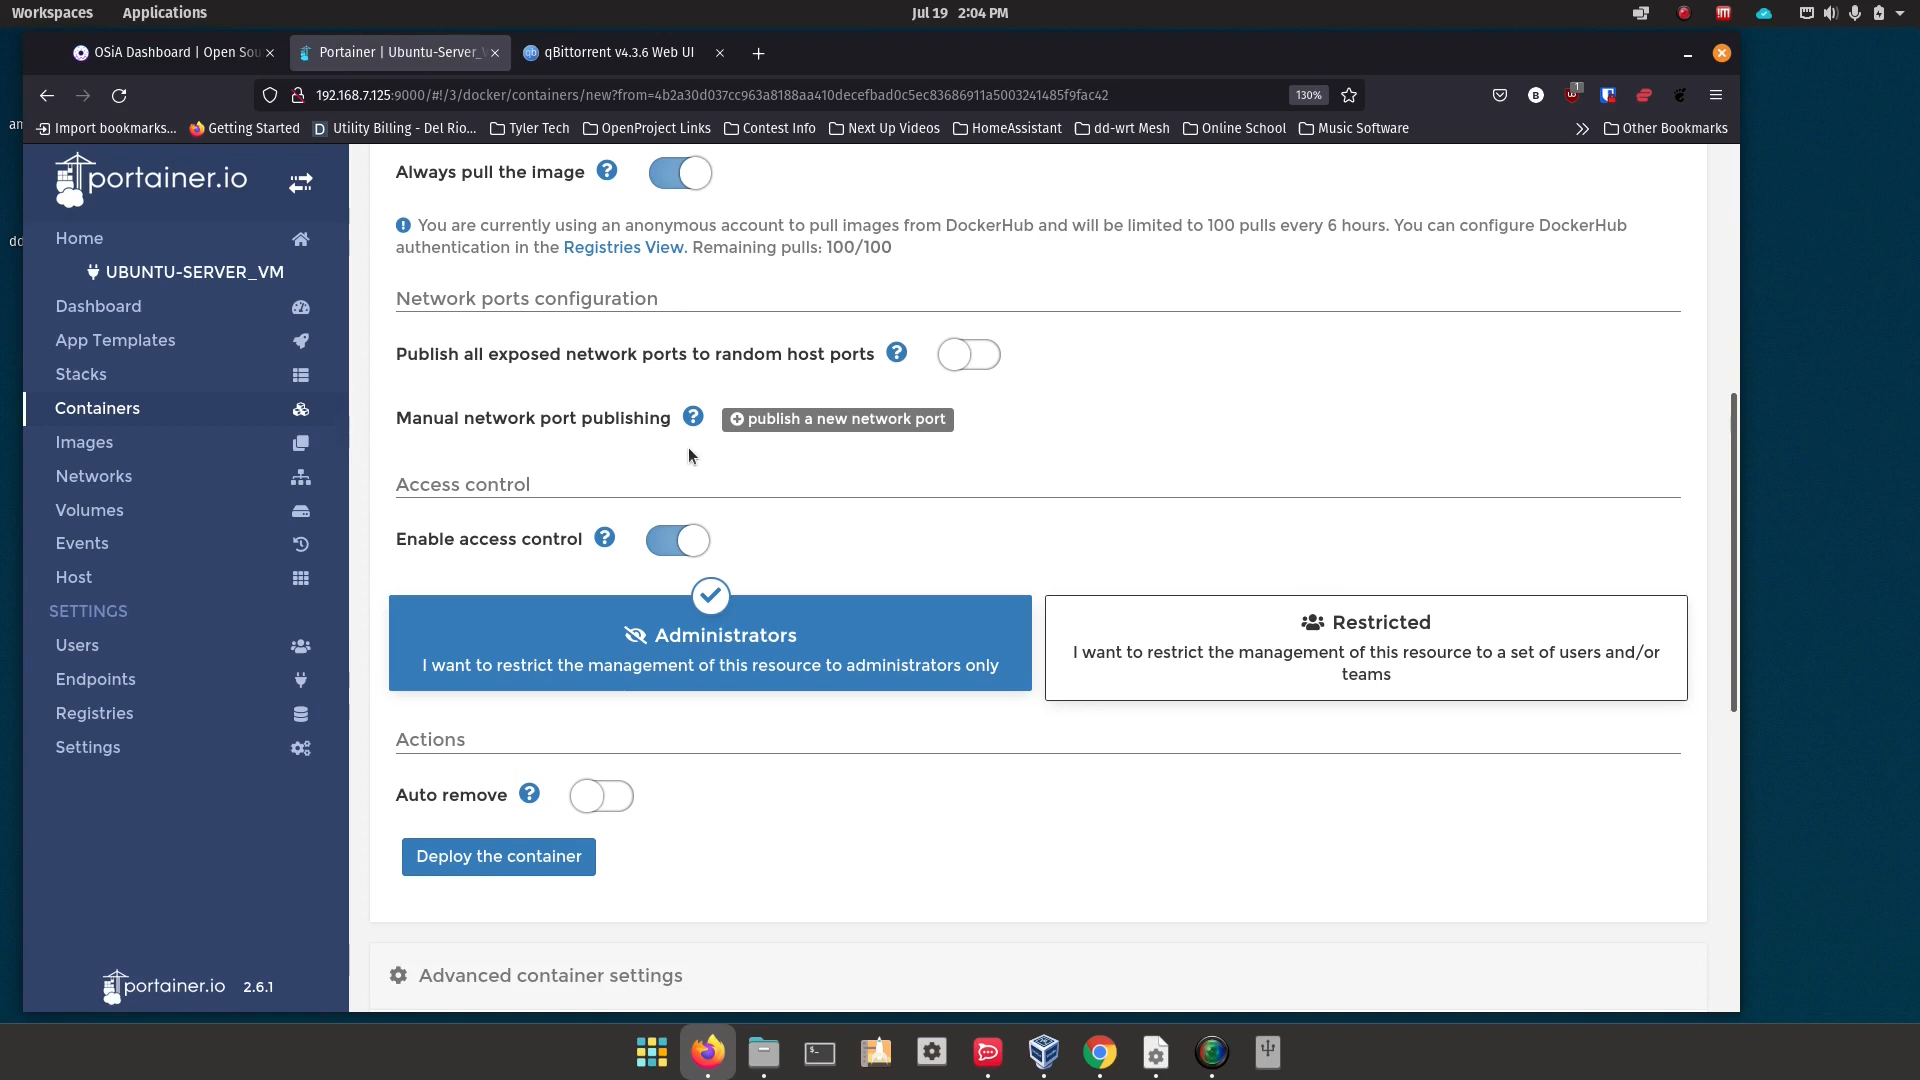 Workspaces Applications Jul 19 2:04 PM
OSiA Dashboard | Open Sou Portainer | Ubuntu-Server_V qBittorrent v4.3.6 Web UI
192.168.7.125:9000/#!/3/docker/containers/new?from=4b2a30d037cc963a8188aa410decefbad0c5ec83686911a5003241485f9fac42 130%
Import bookmarks... Getting Started Utility Billing - Del Rio... Tyler Tech OpenProject Links Contest Info Next Up Videos HomeAssistant dd-wrt Mesh Online School Music Software Other Bookmarks
portainer.io
Home
UBUNTU-SERVER_VM
Dashboard
App Templates
Stacks
Containers
Images
Networks
Volumes
Events
Host
SETTINGS
Users
Endpoints
Registries
Settings
portainer.io 2.6.1
Always pull the image
You are currently using an anonymous account to pull images from DockerHub and will be limited to 100 pulls every 6 hours. You can configure DockerHub
authentication in the Registries View. Remaining pulls: 100/100
Network ports configuration
Publish all exposed network ports to random host ports
Manual network port publishing publish a new network port
Access control
Enable access control
Administrators
I want to restrict the management of this resource to administrators only
Restricted
I want to restrict the management of this resource to a set of users and/or
teams
Actions
Auto remove
Deploy the container
Advanced container settings